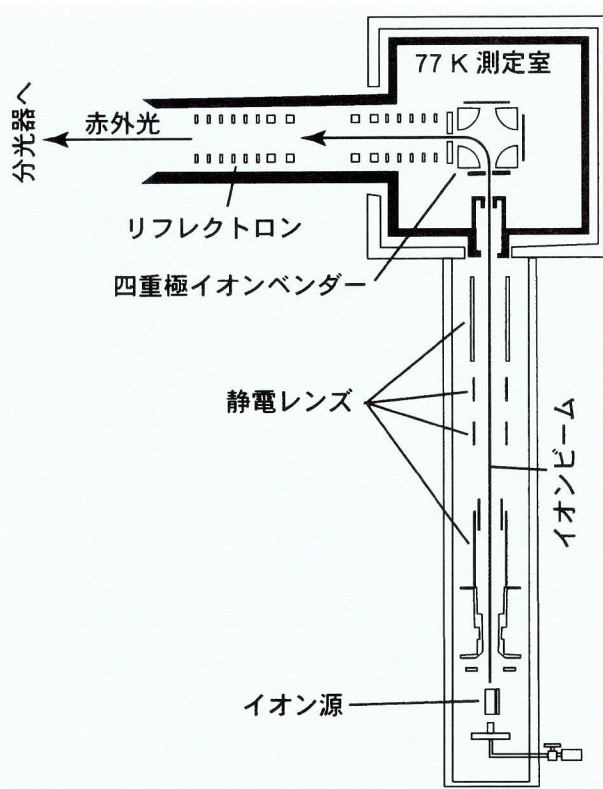 77 K 測定室
赤外光
分光器へ
リフレクトロン
四重極イオンベンダー
静電レンズ
イオンビーム
イオン源